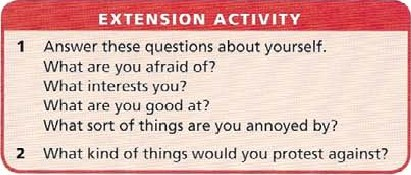 EXTENSION ACTIVITY
1 Answer these questions about yourself.
What are you afraid of?
What interests you?
What are you good at?
What sort of things are you annoyed by?
2 What kind of things would you protest against?